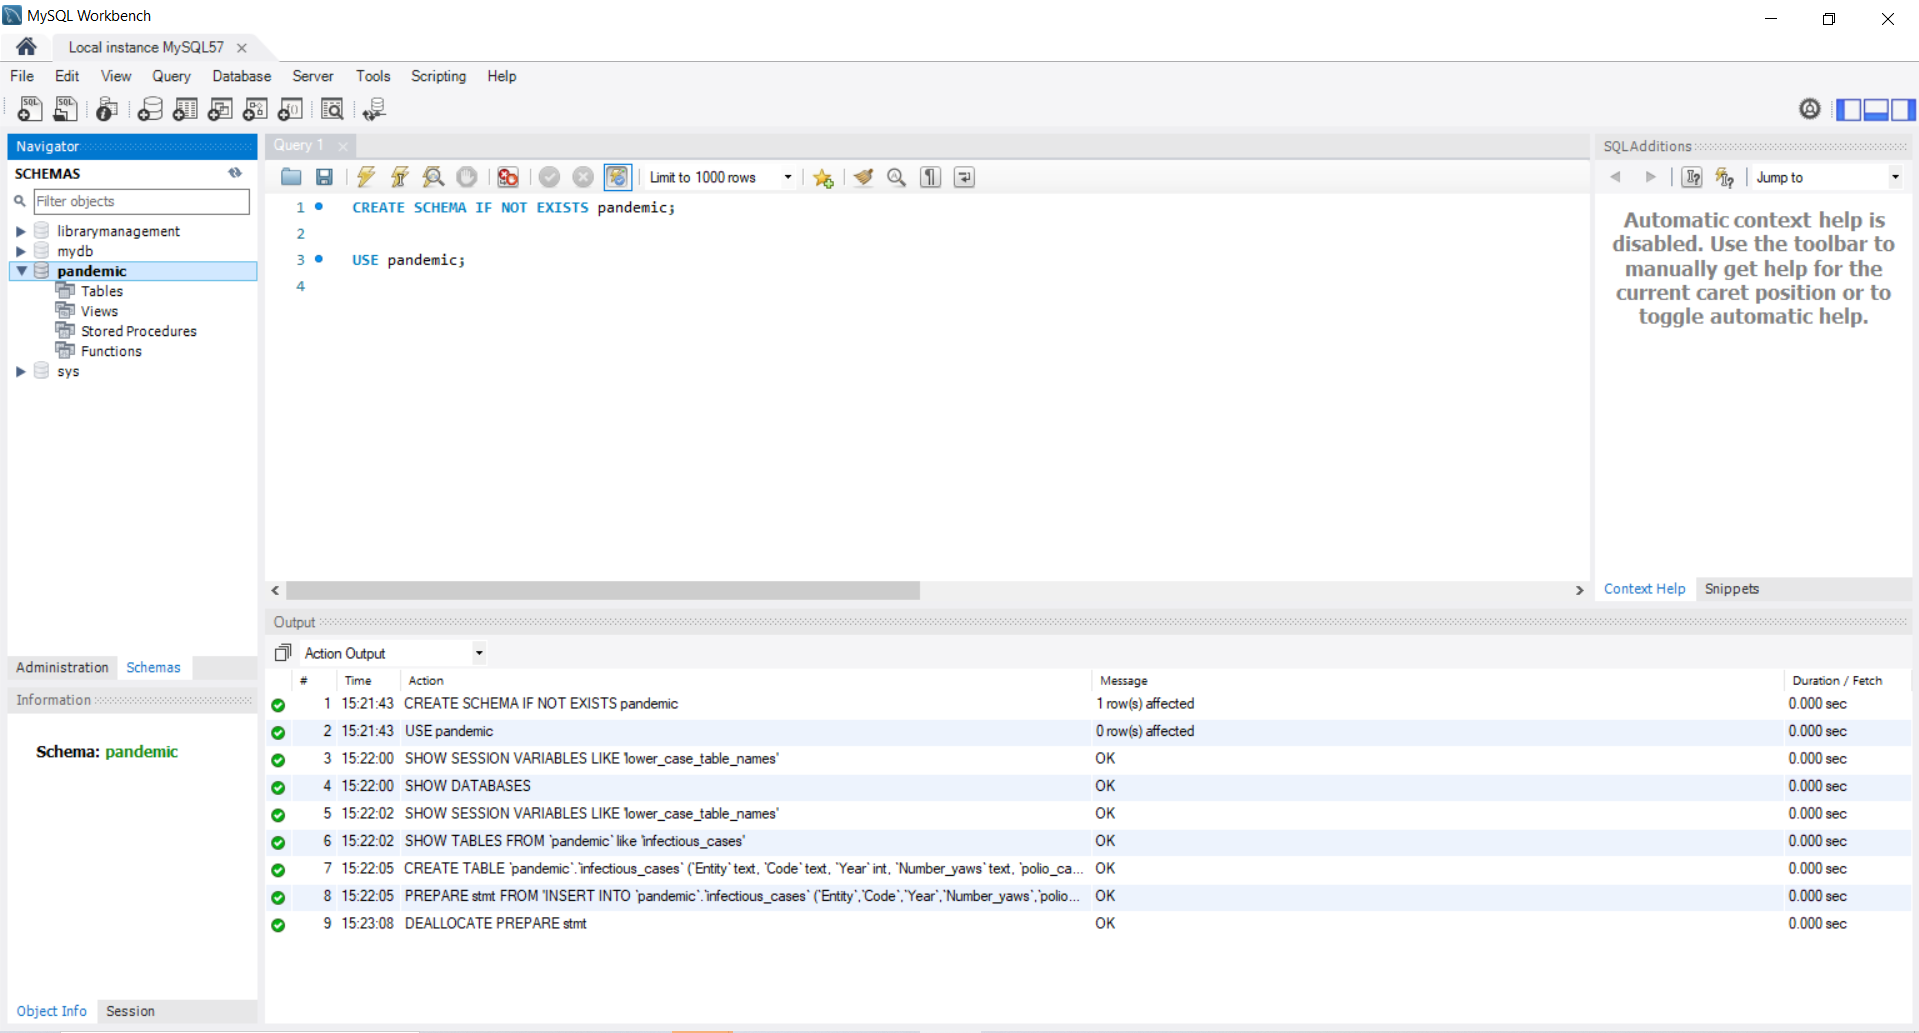 MySQL Workbench
Local instance MySQL57
File Edit View Query Database Server Tools Scripting Help
Navigator
SCHEMAS
Filter objects
librarymanagement
mydb
pandemic
Tables
Views
Stored Procedures
Functions
sys
Administration Schemas
Information
Schema: pandemic
Object Info Session
Query 1
Limit to 1000 rows
1 CREATE SCHEMA IF NOT EXISTS pandemic;
2
3 USE pandemic;
4
SQLAdditions
Jump to
Automatic context help is
disabled. Use the toolbar to
manually get help for the
current caret position or to
toggle automatic help.
Context Help Snippets
Output
Action Output
# Time Action Message Duration / Fetch
1 15:21:43 CREATE SCHEMA IF NOT EXISTS pandemic 1 row(s) affected 0.000 sec
2 15:21:43 USE pandemic 0 row(s) affected 0.000 sec
3 15:22:00 SHOW SESSION VARIABLES LIKE 'lower_case_table_names' OK 0.000 sec
4 15:22:00 SHOW DATABASES OK 0.000 sec
5 15:22:02 SHOW SESSION VARIABLES LIKE 'lower_case_table_names' OK 0.000 sec
6 15:22:02 SHOW TABLES FROM `pandemic` like 'infectious_cases' OK 0.000 sec
7 15:22:05 CREATE TABLE `pandemic`.`infectious_cases` (`Entity` text, `Code` text, `Year` int, `Number_yaws` text, `polio_ca... OK 0.000 sec
8 15:22:05 PREPARE stmt FROM 'INSERT INTO `pandemic`.`infectious_cases` (`Entity`,`Code`,`Year`,`Number_yaws`,`polio... OK 0.000 sec
9 15:23:08 DEALLOCATE PREPARE stmt OK 0.000 sec